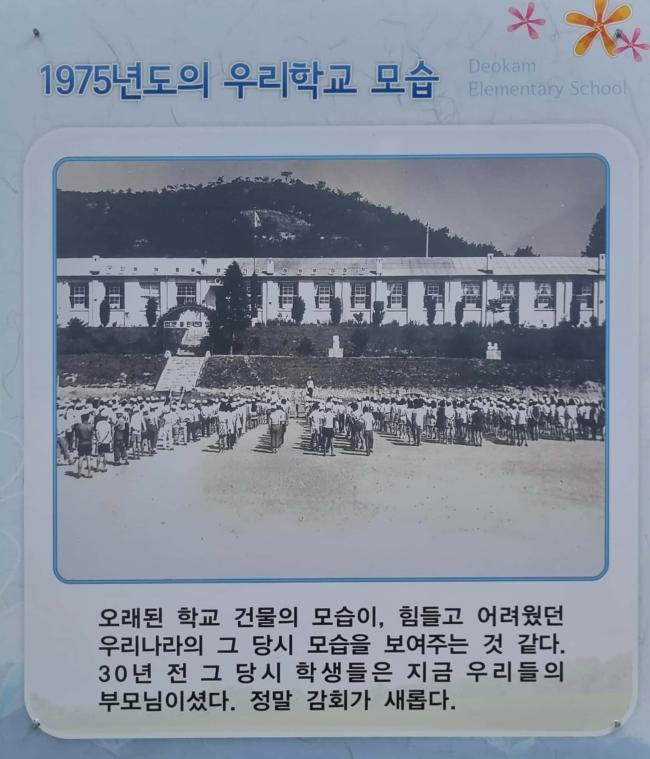 1975년도의 우리학교 모습
Deokam
Elementary School
오래된 학교 건물의 모습이, 힘들고 어려웠던
우리나라의 그 당시 모습을 보여주는 것 같다.
30년 전 그 당시 학생들은 지금 우리들의
부모님이셨다. 정말 감회가 새롭다.